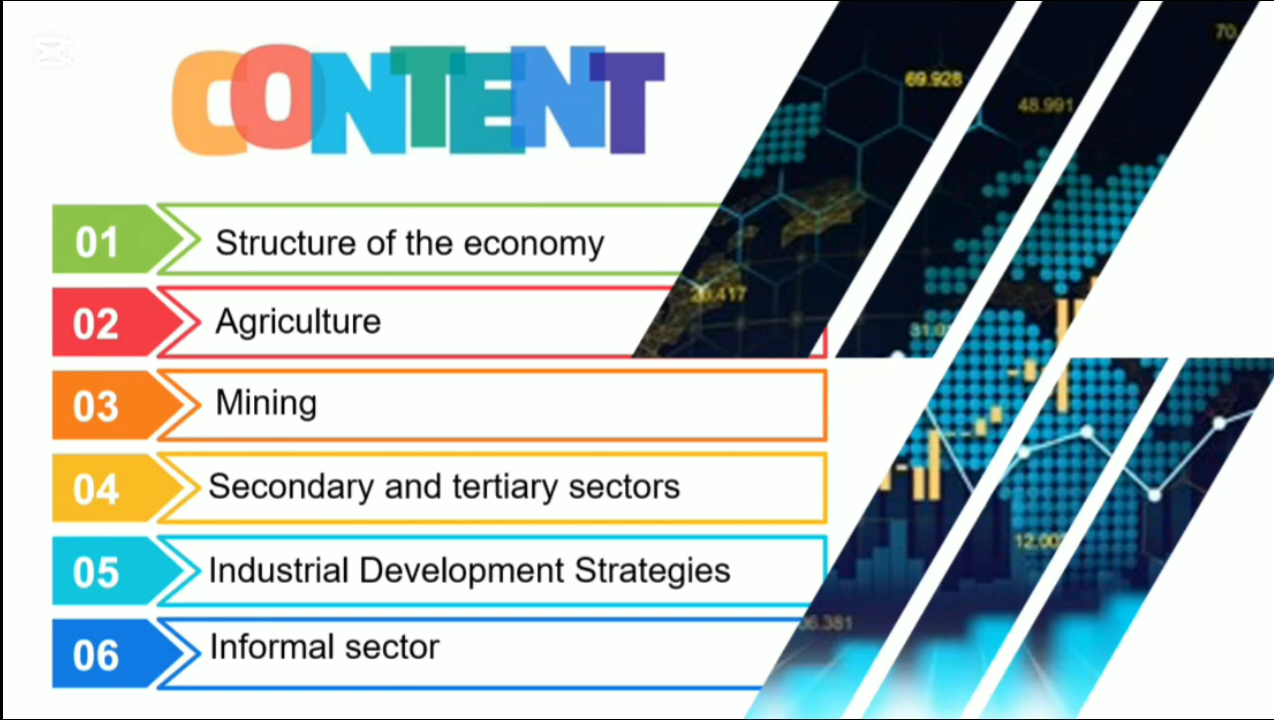 CONTENT
01 Structure of the economy
02 Agriculture
03 Mining
04 Secondary and tertiary sectors
05 Industrial Development Strategies
06 Informal sector
69.928
48.991
70.
12.00